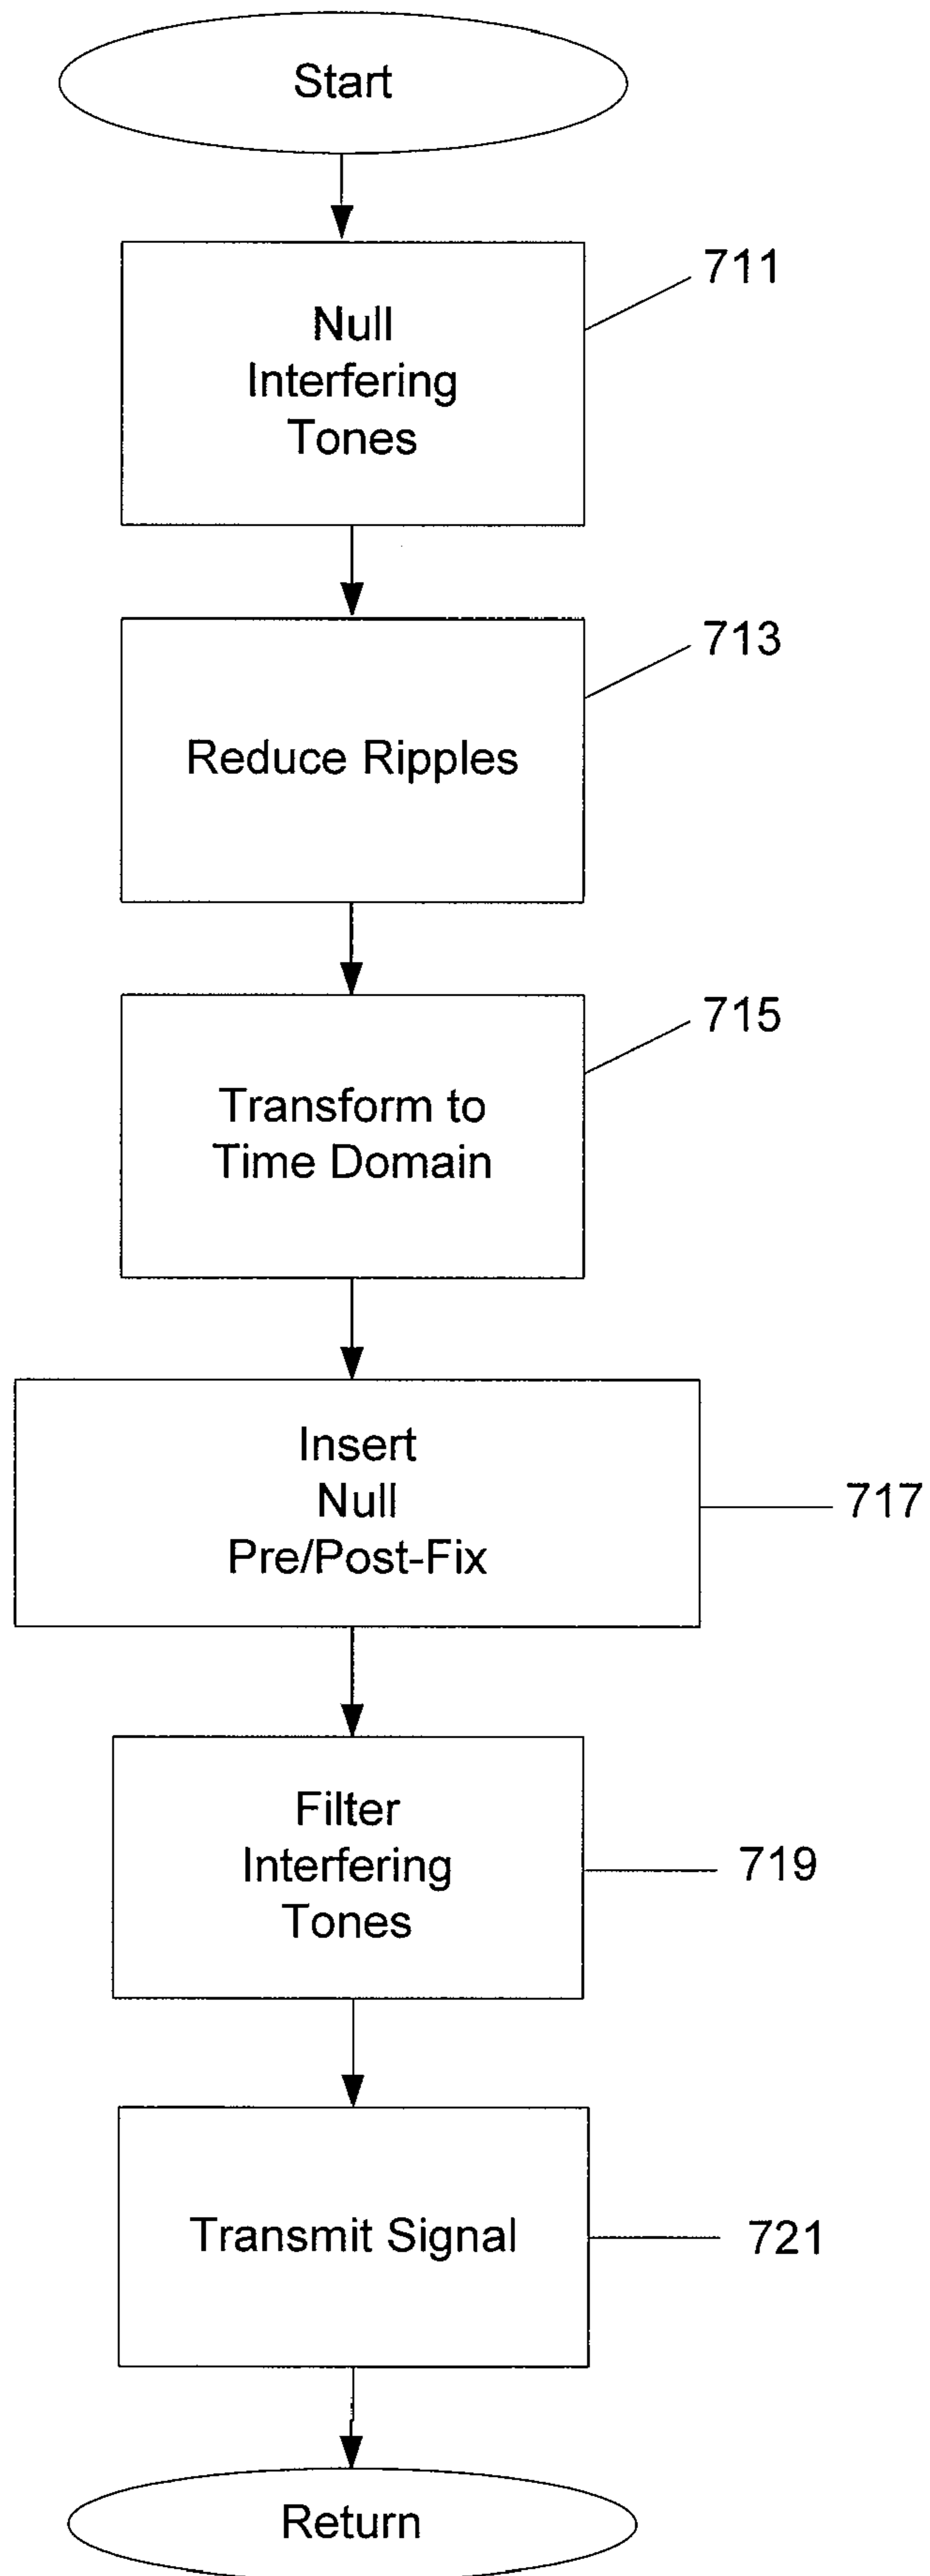 Start
711
Null
Interfering
Tones
713
Reduce Ripples
715
Transform to
Time Domain
Insert
Null
Pre/Post-Fix
717
Filter
Interfering
Tones
719
Transmit Signal
721
Return